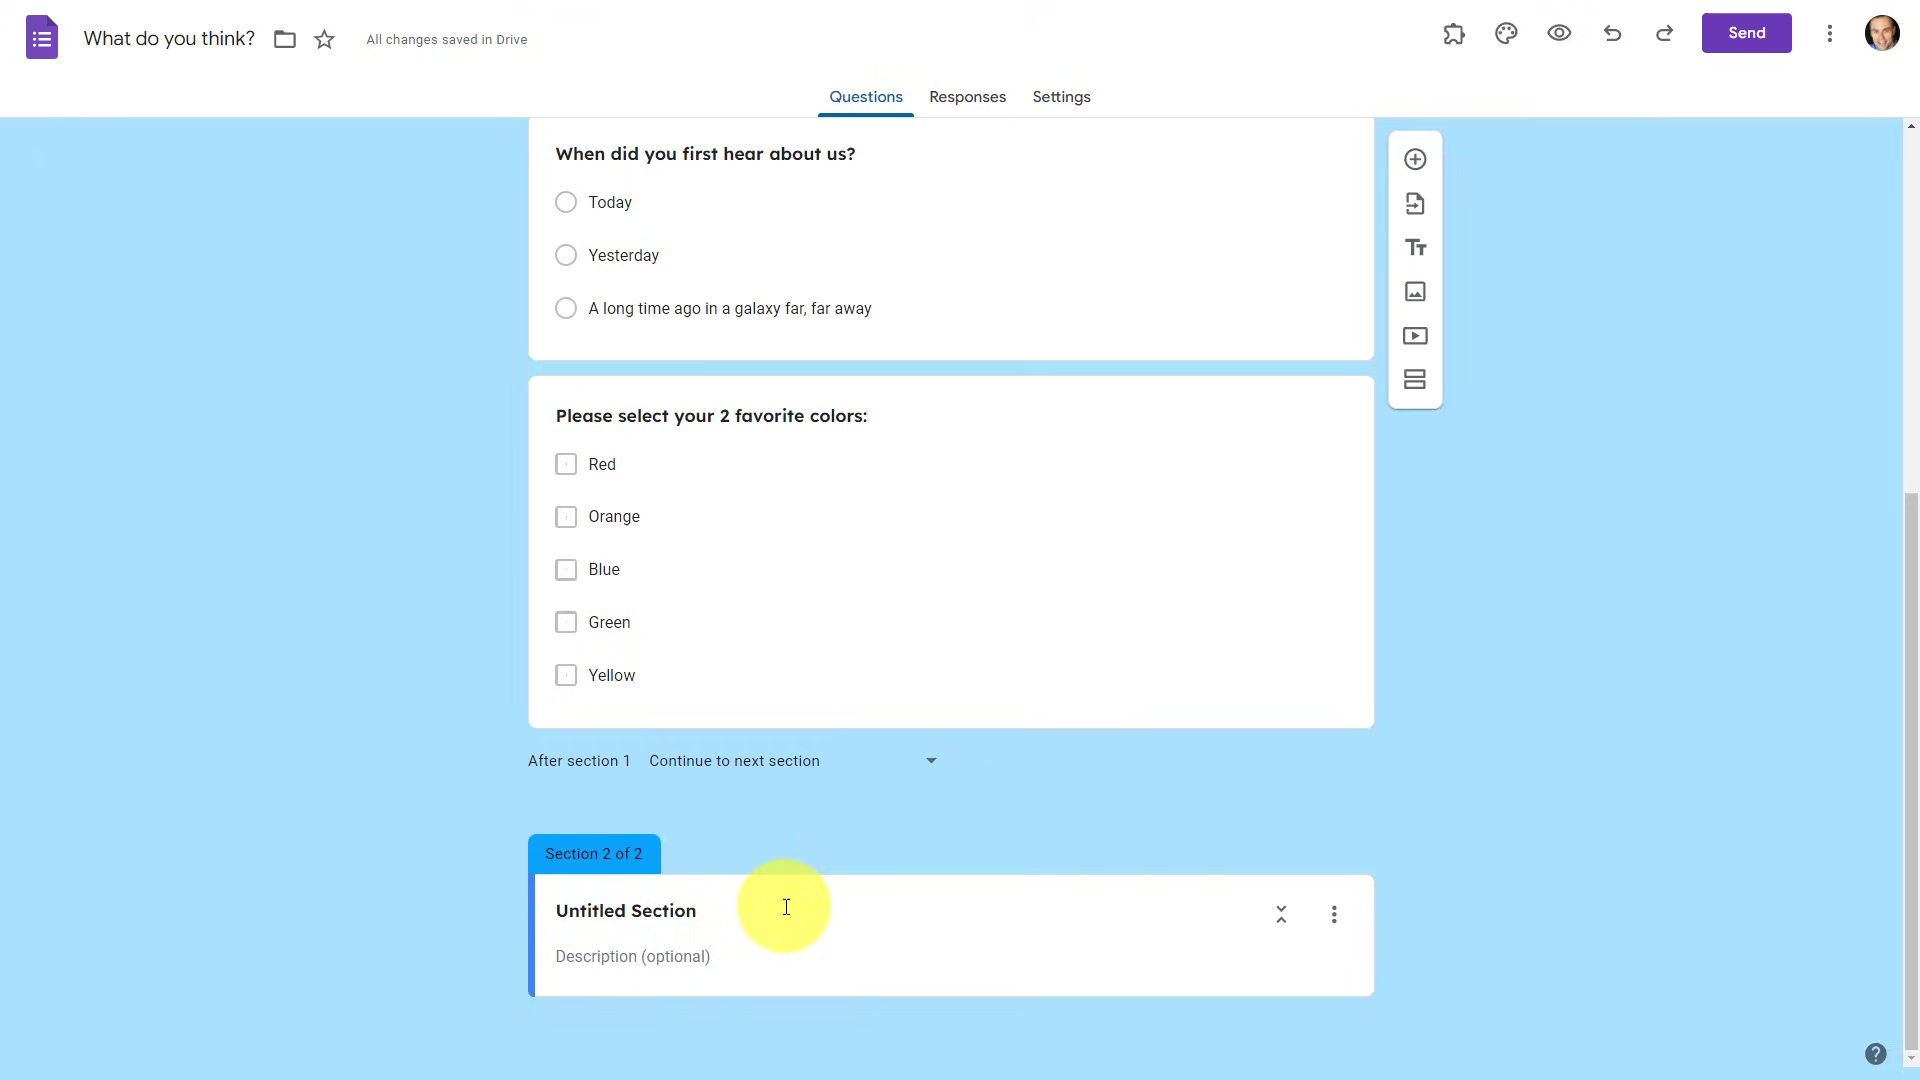 What do you think?
All changes saved in Drive
Send
Questions
Responses
Settings
When did you first hear about us?
Today
Yesterday
A long time ago in a galaxy far, far away
Tт
Please select your 2 favorite colors:
Red
Orange
Blue
Green
Yellow
After section 1 Continue to next section
Section 2 of 2
Untitled Section
Description (optional)
?